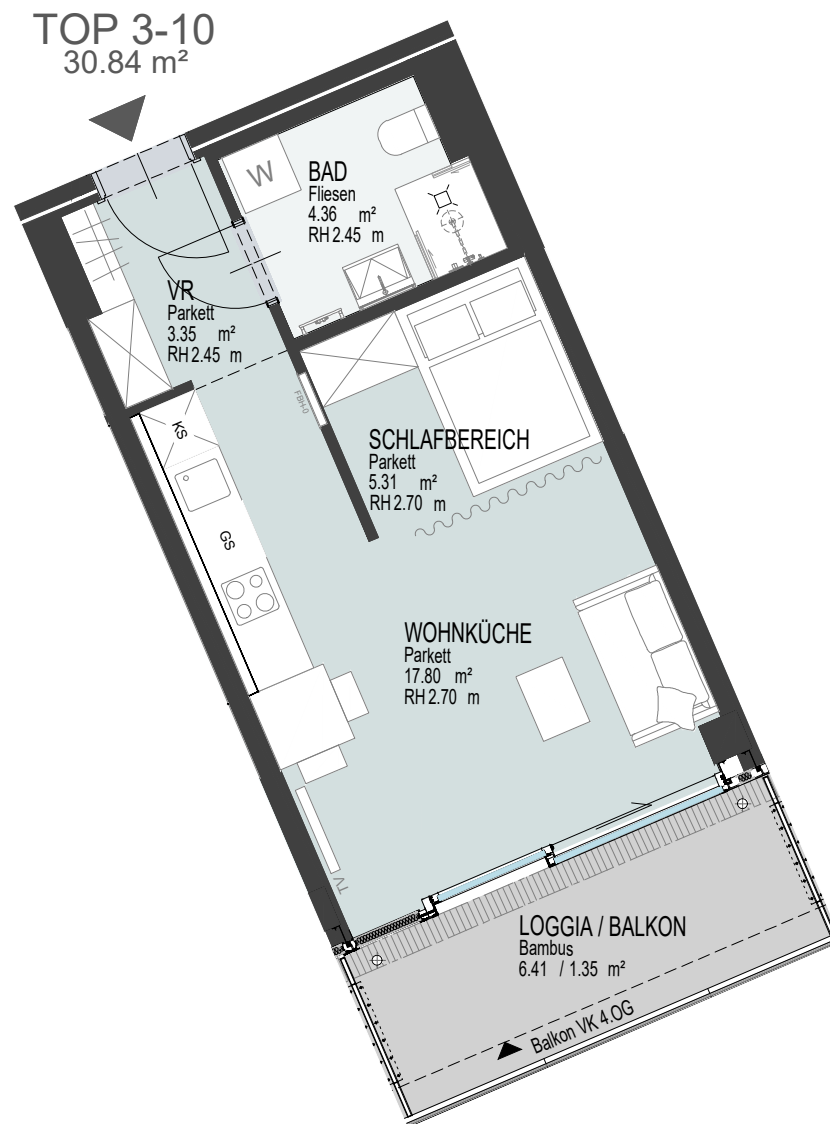 TOP 3-10
30.84 m²
W
BAD
Fliesen
4.36 m²
RH 2.45 m
VR
Parkett
3.35 m²
RH 2.45 m
FBH-0
KS
SCHLAFBEREICH
Parkett
5.31 m²
RH 2.70 m
GS
WOHNKÜCHE
Parkett
17.80 m²
RH 2.70 m
TV
LOGGIA / BALKON
Bambus
6.41 / 1.35 m²
Balkon VK 4.OG